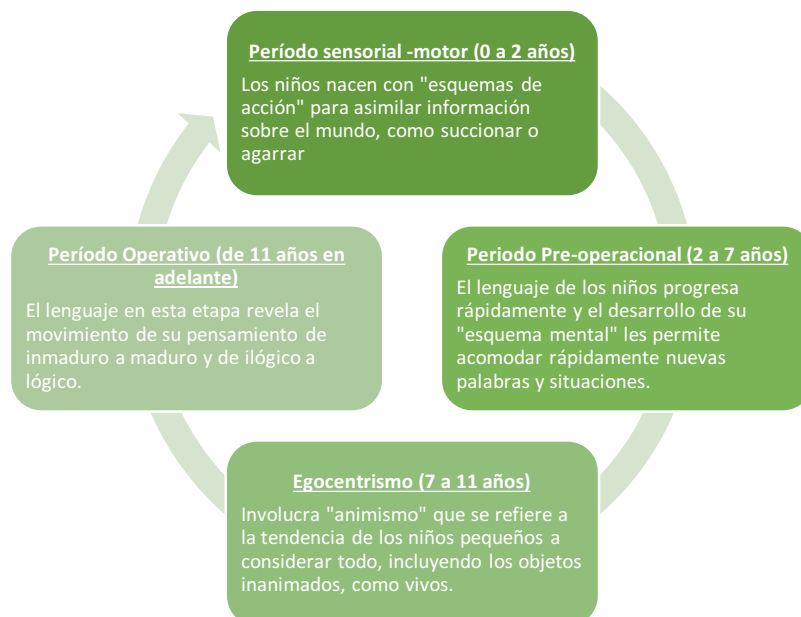 Período sensorial -motor (0 a 2 años)
Los niños nacen con "esquemas de
acción" para asimilar información
sobre el mundo, como succionar o
agarrar
Periodo Pre-operacional (2 a 7 años)
El lenguaje de los niños progresa
rápidamente y el desarrollo de su
"esquema mental" les permite
acomodar rápidamente nuevas
palabras y situaciones.
Egocentrismo (7 a 11 años)
Involucra "animismo" que se refiere a
la tendencia de los niños pequeños a
considerar todo, incluyendo los objetos
inanimados, como vivos.
Período Operativo (de 11 años en
adelante)
El lenguaje en esta etapa revela el
movimiento de su pensamiento de
inmaduro a maduro y de ilógico a
lógico.